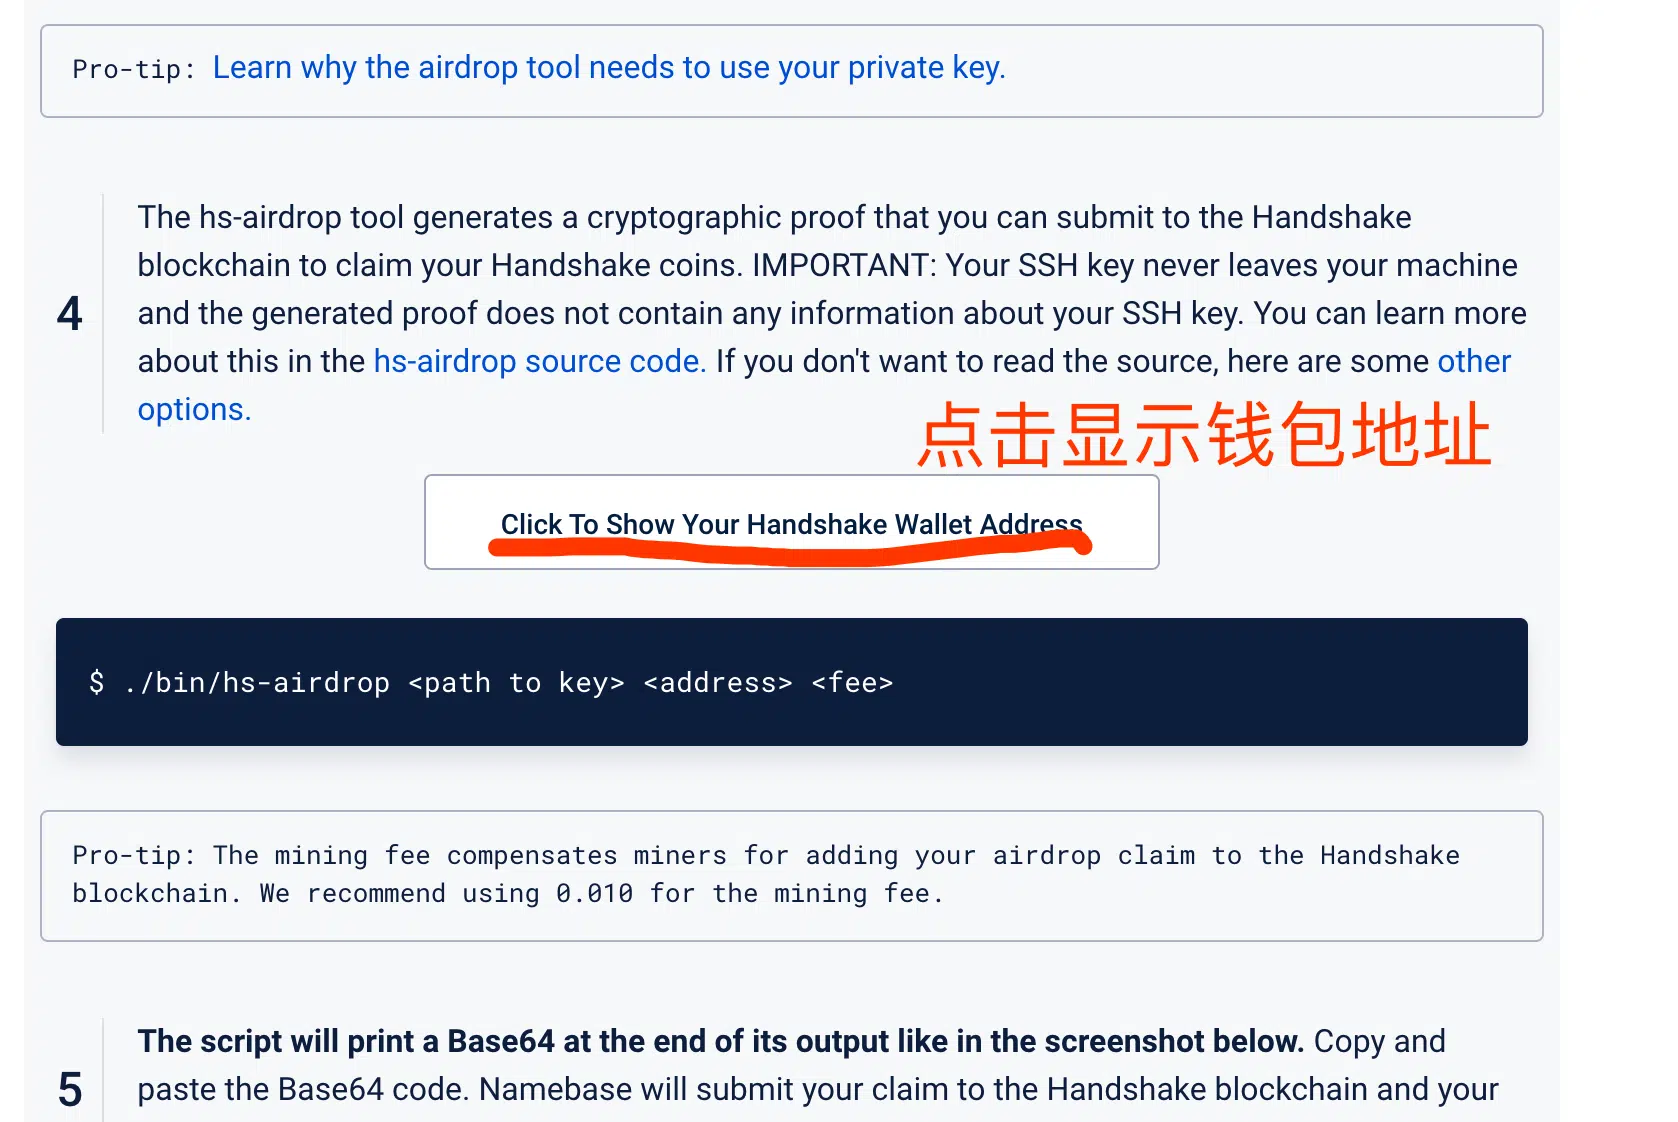 Pro-tip: Learn why the airdrop tool needs to use your private key.
The hs-airdrop tool generates a cryptographic proof that you can submit to the Handshake
blockchain to claim your Handshake coins. IMPORTANT: Your SSH key never leaves your machine
4
and the generated proof does not contain any information about your SSH key. You can learn more
about this in the hs-airdrop source code. If you don't want to read the source, here are some other
options.
点击显示钱包地址
Click To Show Your Handshake Wallet Address
$ ./bin/hs-airdrop <path to key> <address> <fee>
Pro-tip: The mining fee compensates miners for adding your airdrop claim to the Handshake
blockchain. We recommend using 0.010 for the mining fee.
The script will print a Base64 at the end of its output like in the screenshot below. Copy and
5
paste the Base64 code. Namebase will submit your claim to the Handshake blockchain and your